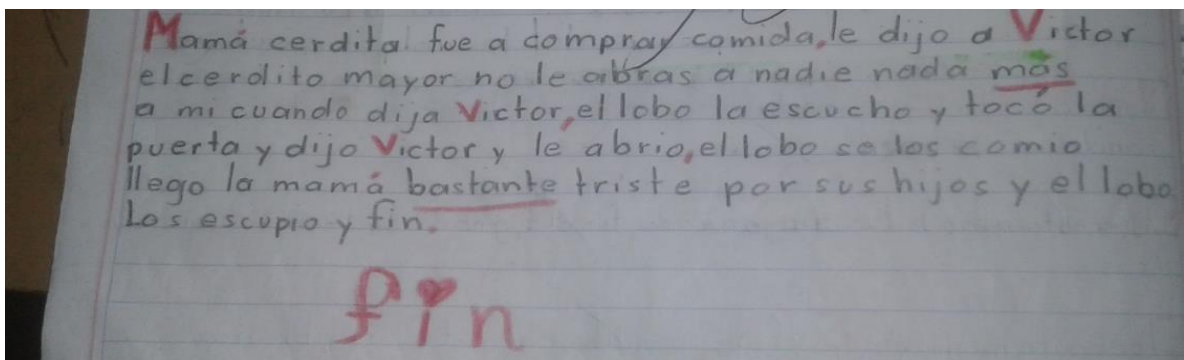 Mamá cerdita fue a comprar comida, le dijo a Victor
el cerdito mayor no le abras a nadie nada más
a mi cuando dija Victor, el lobo la escucho y tocó la
puerta y dijo Victor y le abrio, el lobo se los comio
llego la mamá bastante triste por sus hijos y el lobo
Los escupio y fin.
fin